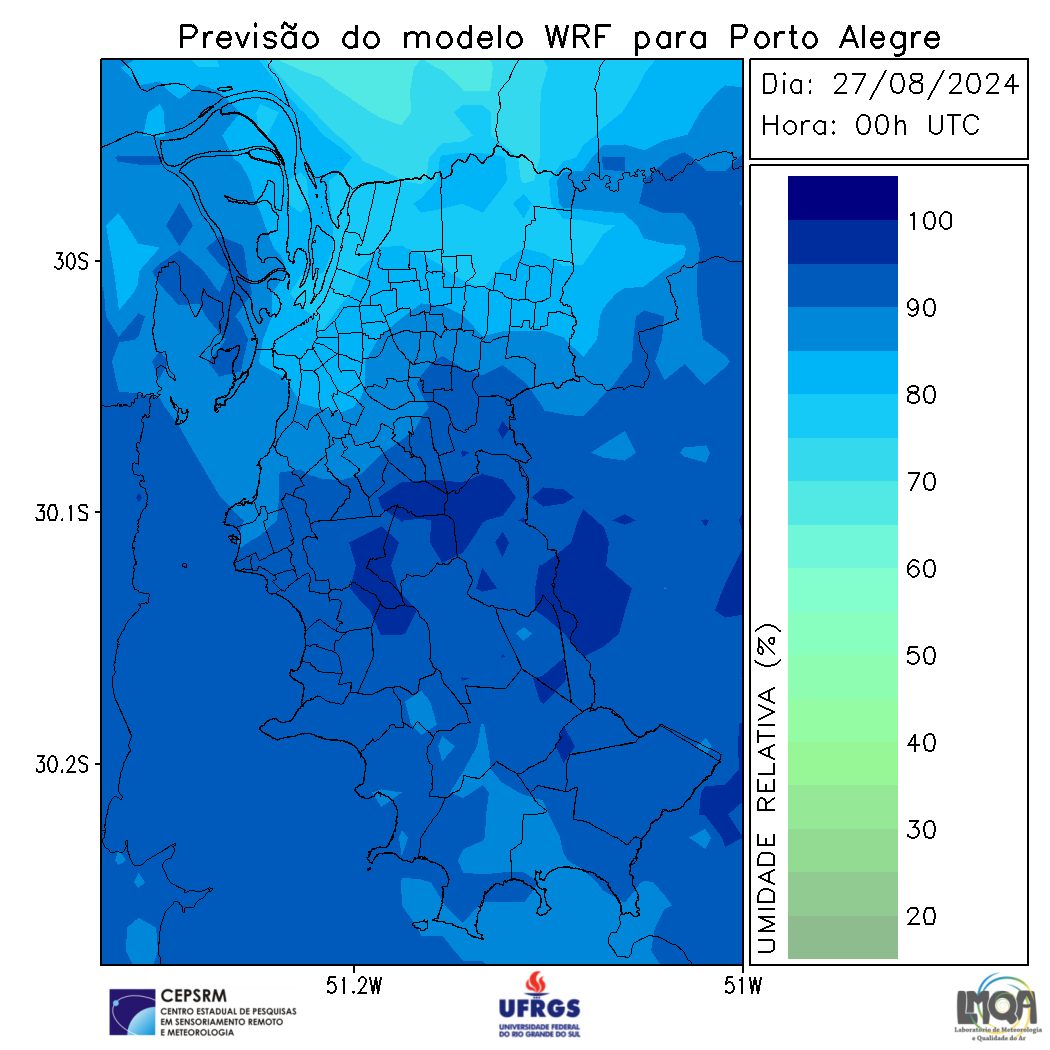 Previsão do modelo WRF para Porto Alegre
Dia: 27/08/2024
Hora: 00h UTC
30S
30.1S
30.2S
51.2W
51W
100
90
80
70
60
50
40
30
20
UMIDADE RELATIVA (%)
CEPSRM
CENTRO ESTADUAL DE PESQUISAS
EM SENSORIAMENTO REMOTO
E METEOROLOGIA
UFRGS
UNIVERSIDADE FEDERAL
DO RIO GRANDE DO SUL
LMQA
Laboratório de Meteorologia
e Qualidade do Ar